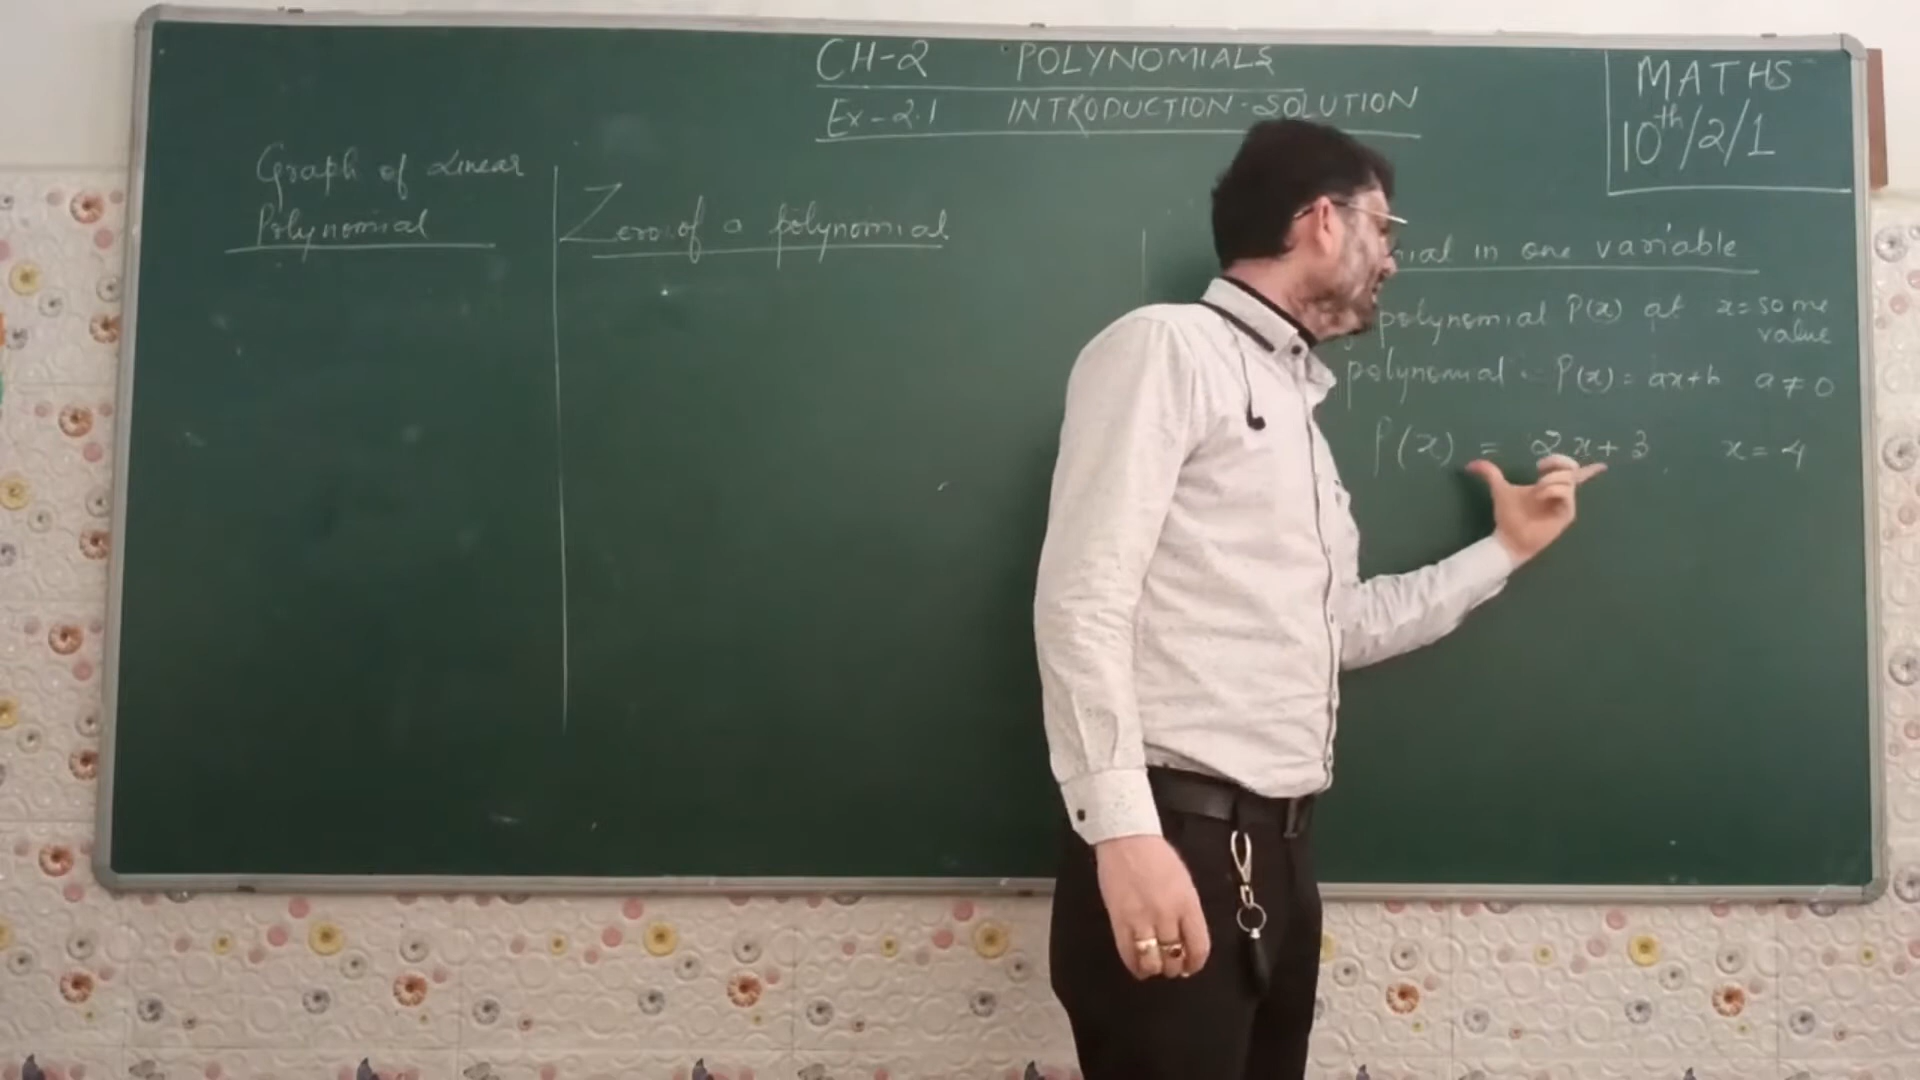 CH-2 POLYNOMIALS
Ex-2.1 INTRODUCTION-SOLUTION
MATHS
10th/2/1
Graph of Linear
Polynomial
Zero of a polynomial
nial in one variable
polynomial P(x) at x=some
value
polynomial P(x)=ax+b a≠0
P(x) = 2x+3, x=4